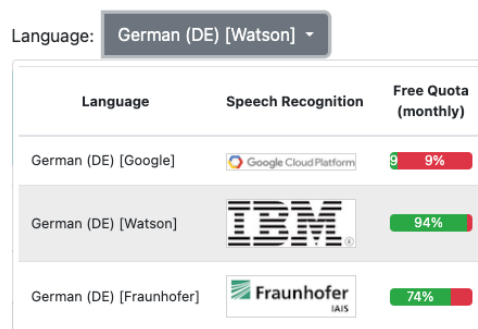 Language: German (DE) [Watson]
Language Speech Recognition Free Quota (monthly)
German (DE) [Google] Google Cloud Platform 9 9%
German (DE) [Watson] IBM ® 94%
German (DE) [Fraunhofer] Fraunhofer IAIS 74%